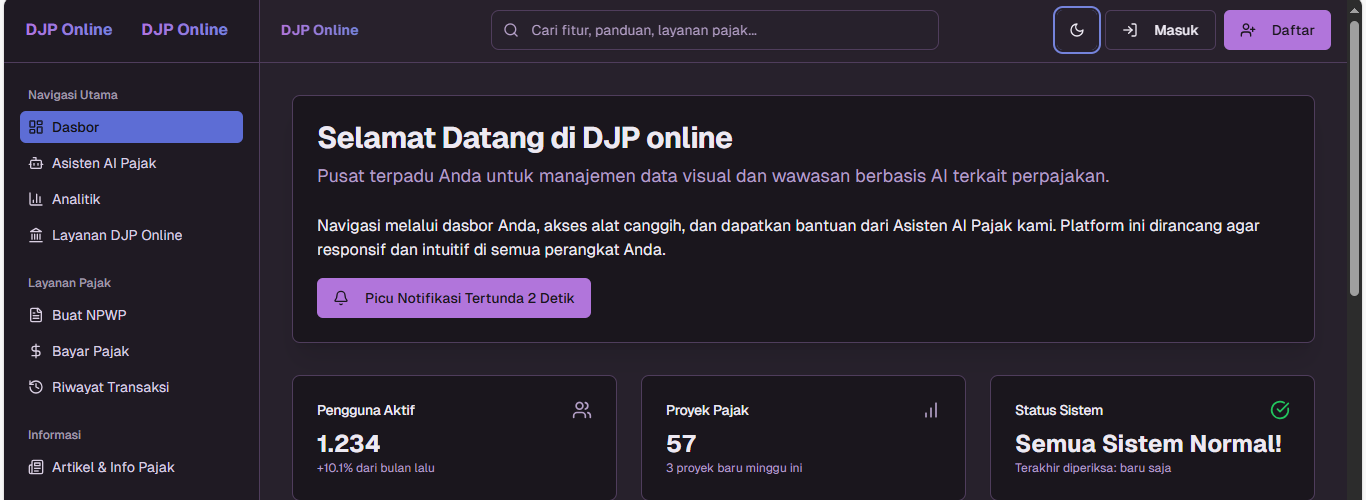 DJP Online DJP Online
DJP Online
Cari fitur, panduan, layanan pajak...
Masuk
Daftar
Navigasi Utama
Dasbor
Asisten AI Pajak
Analitik
Layanan DJP Online
Layanan Pajak
Buat NPWP
Bayar Pajak
Riwayat Transaksi
Informasi
Artikel & Info Pajak
Selamat Datang di DJP online
Pusat terpadu Anda untuk manajemen data visual dan wawasan berbasis AI terkait perpajakan.
Navigasi melalui dasbor Anda, akses alat canggih, dan dapatkan bantuan dari Asisten AI Pajak kami. Platform ini dirancang agar
responsif dan intuitif di semua perangkat Anda.
Picu Notifikasi Tertunda 2 Detik
Pengguna Aktif
1.234
+10.1% dari bulan lalu
Proyek Pajak
57
3 proyek baru minggu ini
Status Sistem
Semua Sistem Normal!
Terakhir diperiksa: baru saja